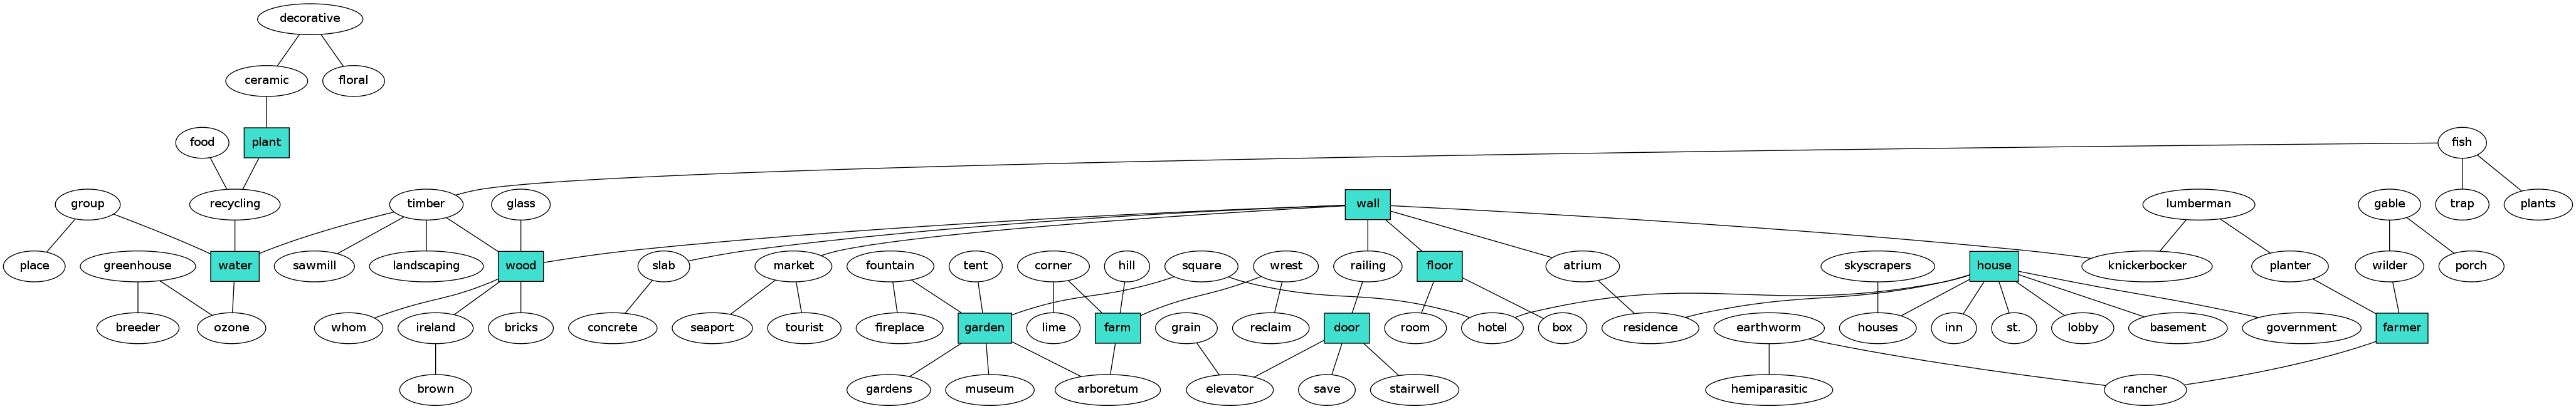 decorative
ceramic
floral
food
plant
fish
group
recycling
timber
glass
wall
lumberman
gable
trap
plants
place
greenhouse
water
sawmill
landscaping
wood
slab
market
fountain
tent
corner
hill
square
wrest
railing
floor
atrium
skyscrapers
house
knickerbocker
planter
wilder
porch
breeder
ozone
whom
ireland
bricks
concrete
seaport
tourist
fireplace
garden
lime
farm
grain
reclaim
door
room
hotel
box
residence
earthworm
houses
inn
st.
lobby
basement
government
farmer
brown
gardens
museum
arboretum
elevator
save
stairwell
hemiparasitic
rancher